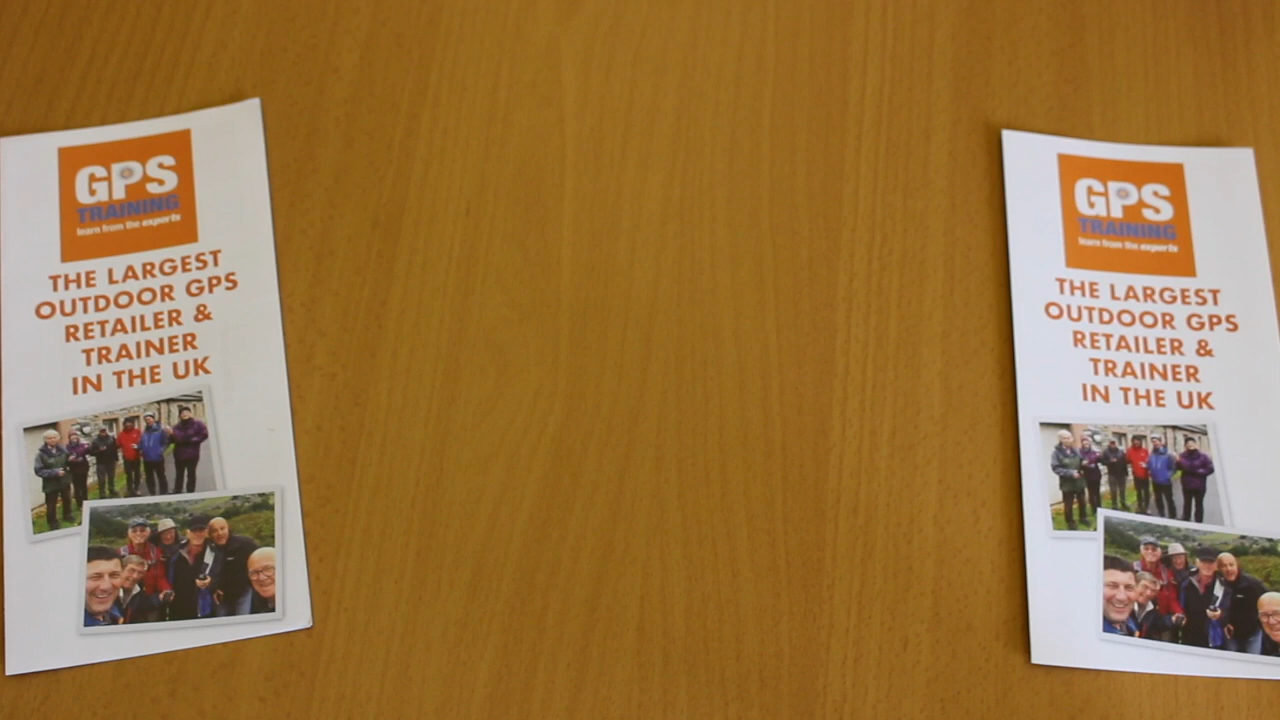 GPS
TRAINING
learn from the experts
THE LARGEST
OUTDOOR GPS
RETAILER &
TRAINER
IN THE UK
GPS
TRAINING
learn from the experts
THE LARGEST
OUTDOOR GPS
RETAILER &
TRAINER
IN THE UK